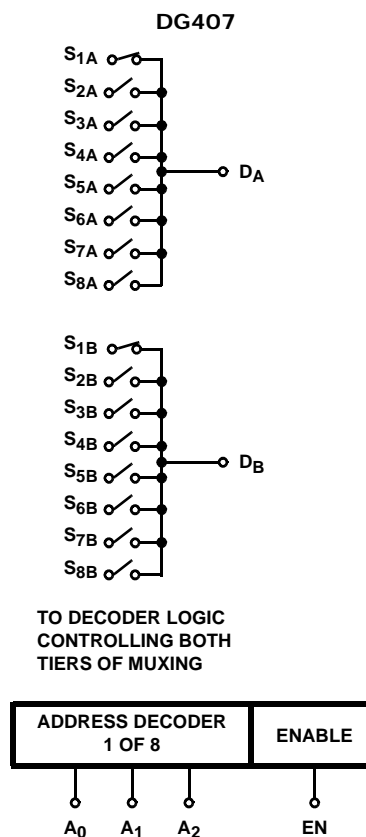 DG407
S1A
S2A
S3A
S4A
S5A
S6A
S7A
S8A
DA
S1B
S2B
S3B
S4B
S5B
S6B
S7B
S8B
DB
TO DECODER LOGIC
CONTROLLING BOTH
TIERS OF MUXING
ADDRESS DECODER
1 OF 8
ENABLE
A0 A1 A2 EN